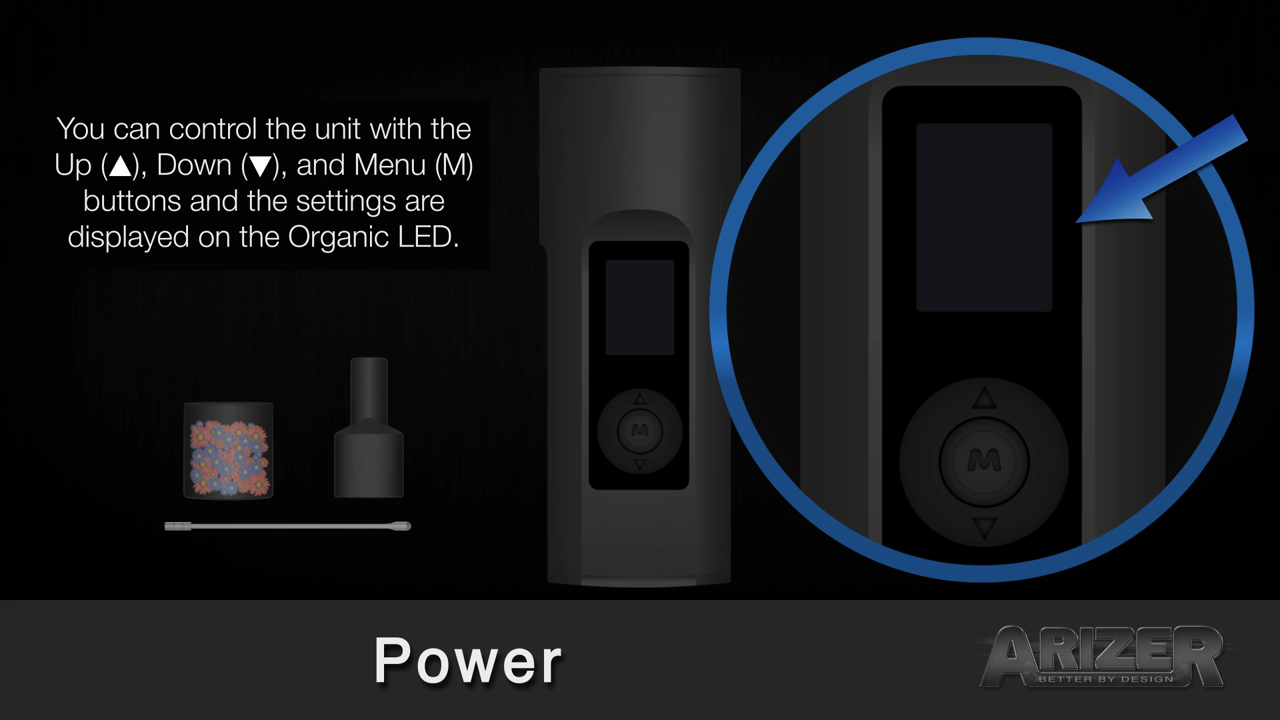 You can control the unit with the
Up (▲), Down (▼), and Menu (M)
buttons and the settings are
displayed on the Organic LED.
M
M
Power
ARIZER
BETTER BY DESIGN